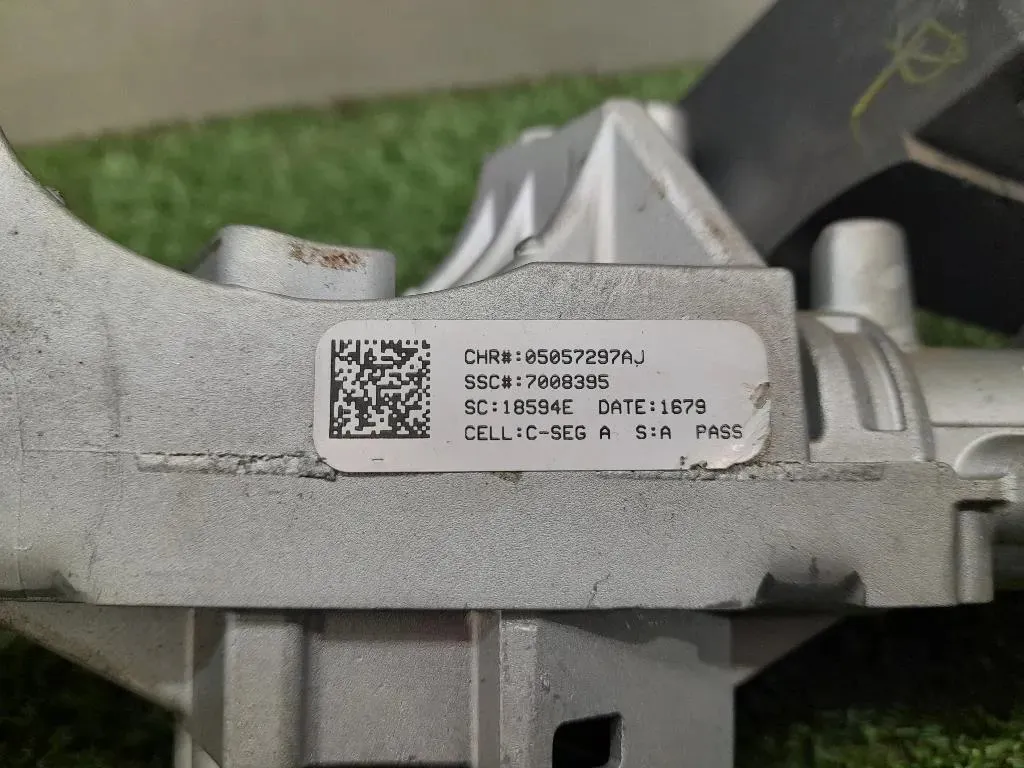 CHR#:05057297AJ
SSC#:7008395
SC:18594E DATE:1679
CELL:C-SEG A S:A PASS